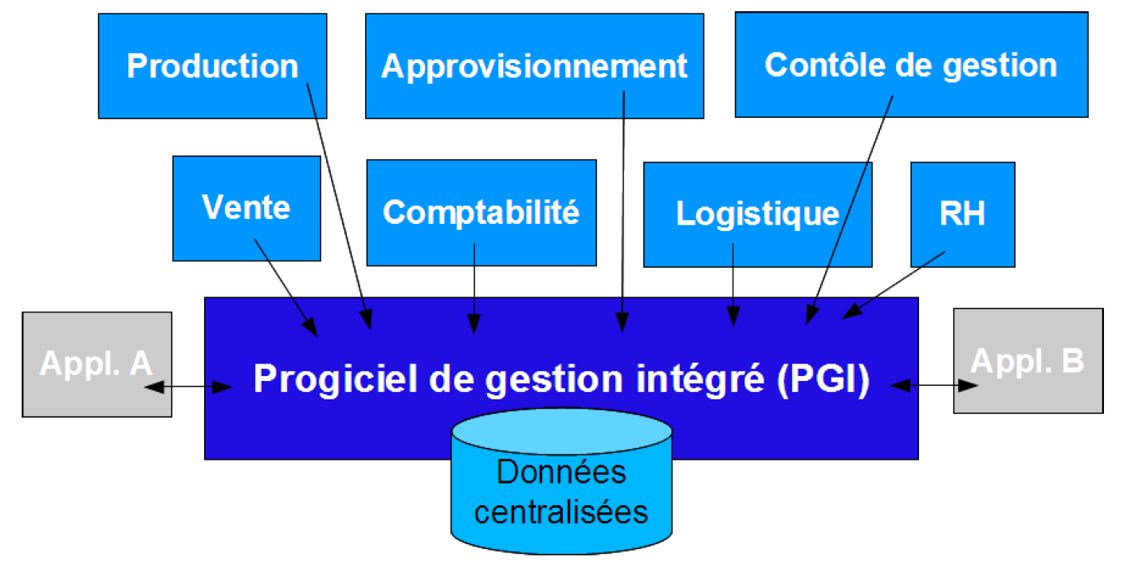 Production
Approvisionnement
Contôle de gestion
Vente
Comptabilité
Logistique
RH
Appl. A
Progiciel de gestion intégré (PGI)
Appl. B
Données
centralisées